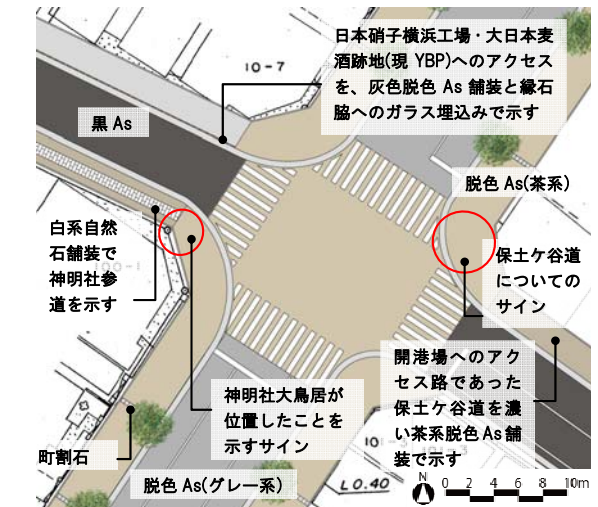 日本硝子横浜工場・大日本麦
酒跡地(現 YBP)へのアクセス
を、灰色脱色 As 舗装と縁石
脇へのガラス埋込みで示す
10-7
黒 As
脱色 As(茶系)
白系自然
石舗装で
神明社参
道を示す
100-1
保土ケ谷道
についての
サイン
神明社大鳥居が
位置したことを
示すサイン
開港場へのアク
セス路であった
保土ケ谷道を濃
い茶系脱色 As 舗
装で示す
町割石
脱色 As(グレー系)
L0.40
N
0 2 4 6 8 10m